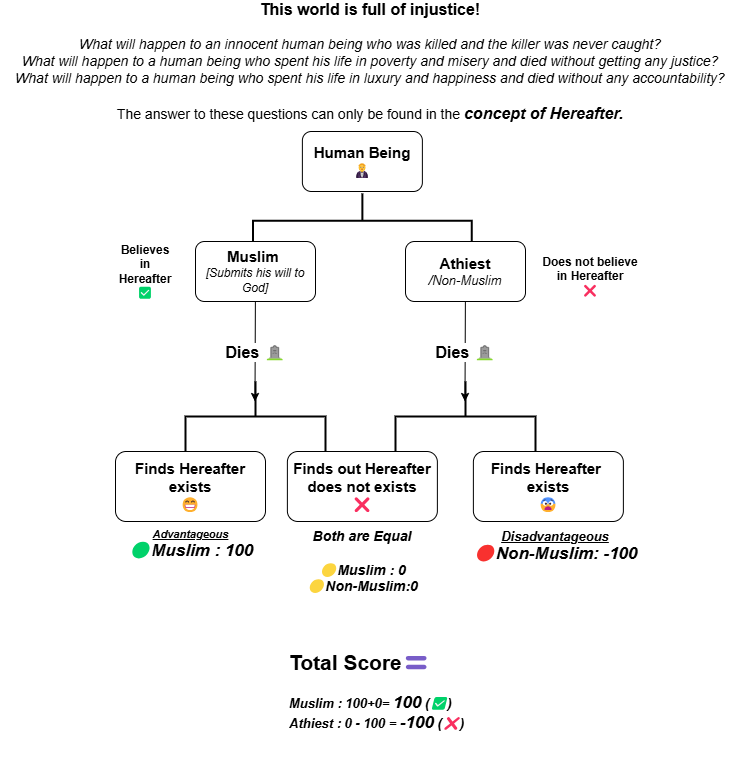 This world is full of injustice!
What will happen to an innocent human being who was killed and the killer was never caught?
What will happen to a human being who spent his life in poverty and misery and died without getting any justice?
What will happen to a human being who spent his life in luxury and happiness and died without any accountability?
The answer to these questions can only be found in the concept of Hereafter.
Human Being
Believes
in
Hereafter
Muslim
[Submits his will to
God]
Athiest
/Non-Muslim
Does not believe
in Hereafter
Dies
Dies
Finds Hereafter
exists
Finds out Hereafter
does not exists
Finds Hereafter
exists
Advantageous
Muslim : 100
Both are Equal
Muslim : 0
Non-Muslim:0
Disadvantageous
Non-Muslim: -100
Total Score =
Muslim : 100+0= 100 (✅)
Athiest : 0 - 100 = -100 (❌)